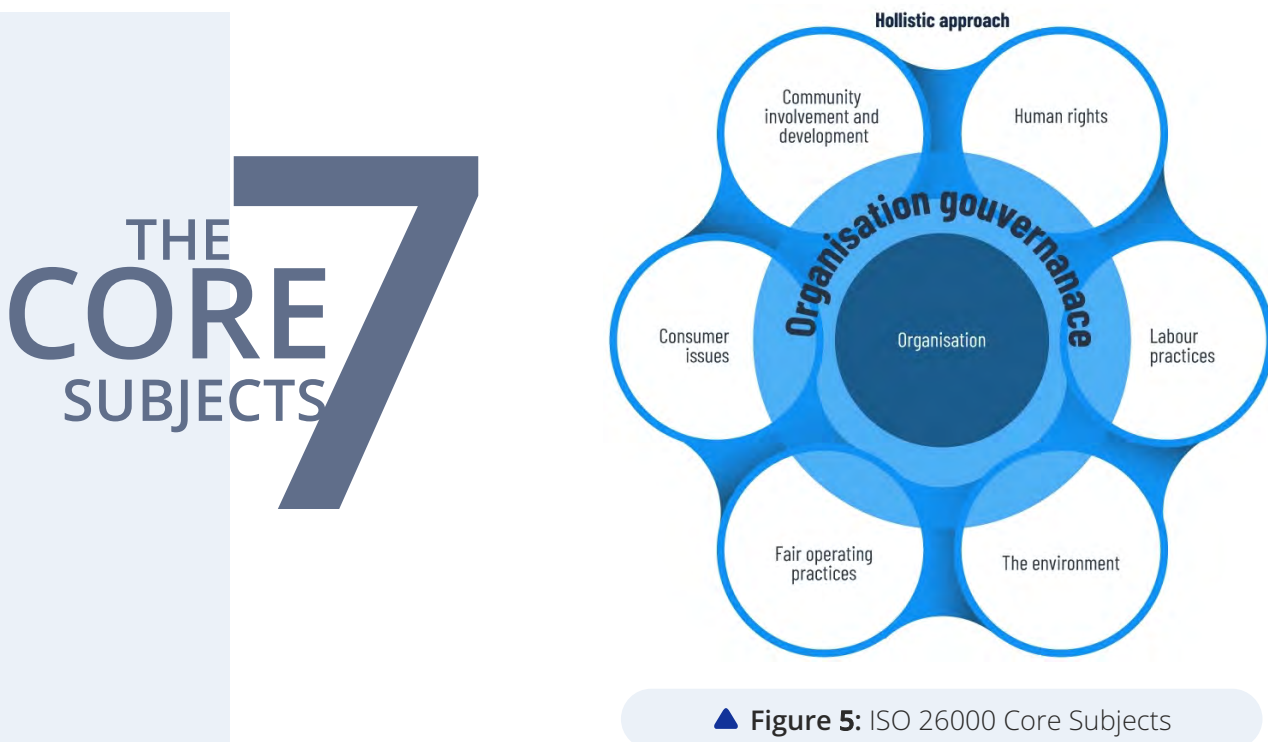 THE
CORE
SUBJECTS
7
Hollistic approach
Community
involvement and
development
Human rights
Organisation gouvernanace
Consumer
issues
Organisation
Labour
practices
Fair operating
practices
The environment
Figure 5: ISO 26000 Core Subjects